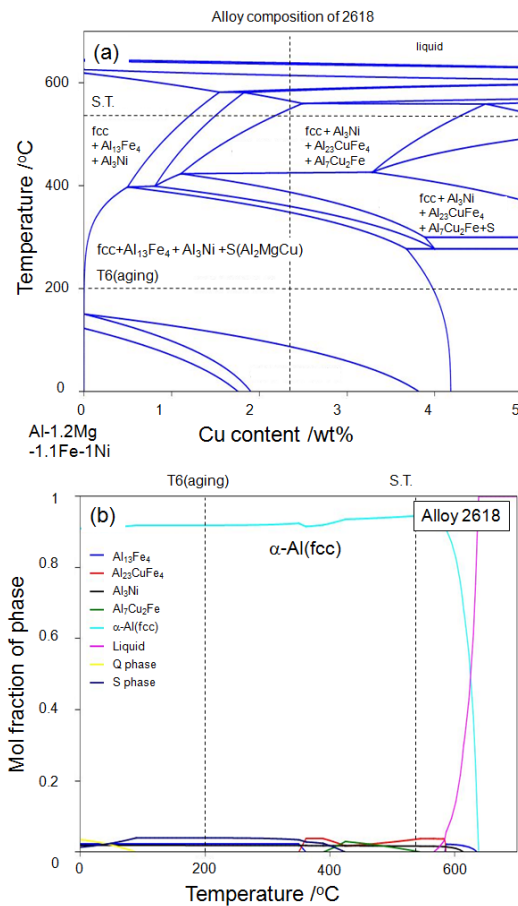 Alloy composition of 2618
(a)
liquid
600
S.T.
fcc
+ Al₁₃Fe₄
+ Al₃Ni
fcc + Al₃Ni
+ Al₂₃CuFe₄
+ Al₇Cu₂Fe
400
fcc + Al₃Ni
+ Al₂₃CuFe₄
+ Al₇Cu₂Fe+S
fcc+Al₁₃Fe₄ + Al₃Ni +S(Al₂MgCu)
T6(aging)
200
0
Temperature /°C
0 1 2 3 4 5
Al-1.2Mg
-1.1Fe-1Ni
Cu content /wt%
T6(aging) S.T.
1
(b)
Alloy 2618
α-Al(fcc)
0.8
Al₁₃Fe₄
Al₂₃CuFe₄
Al₃Ni
Al₇Cu₂Fe
α-Al(fcc)
Liquid
Q phase
S phase
0.6
0.4
0.2
0
Mol fraction of phase
0 200 400 600
Temperature /°C